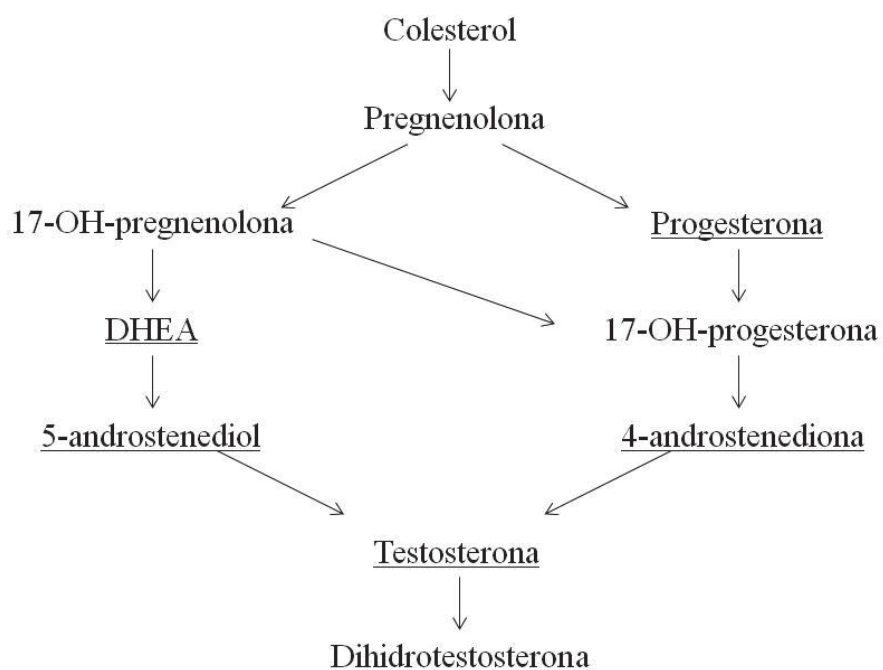 Colesterol
Pregnenolona
17-OH-pregnenolona
Progesterona
DHEA
17-OH-progesterona
5-androstenediol
4-androstenediona
Testosterona
Dihidrotestosterona